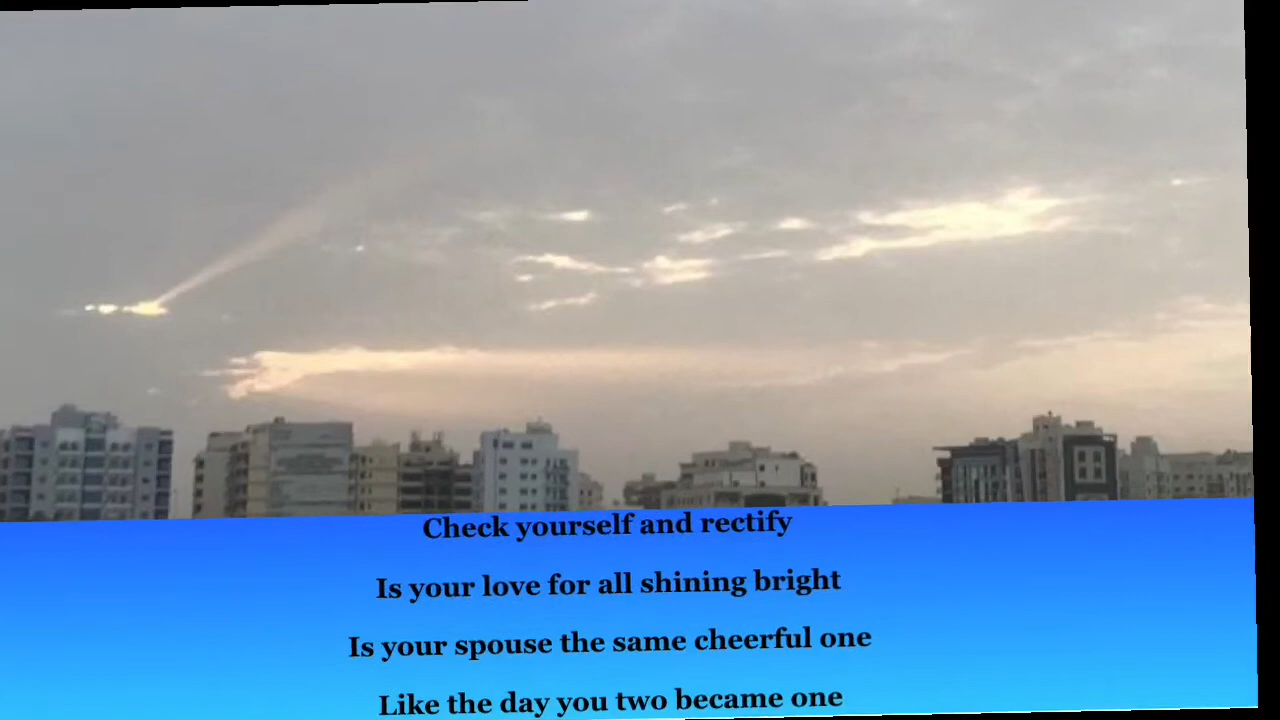 Check yourself and rectify
Is your love for all shining bright
Is your spouse the same cheerful one
Like the day you two became one